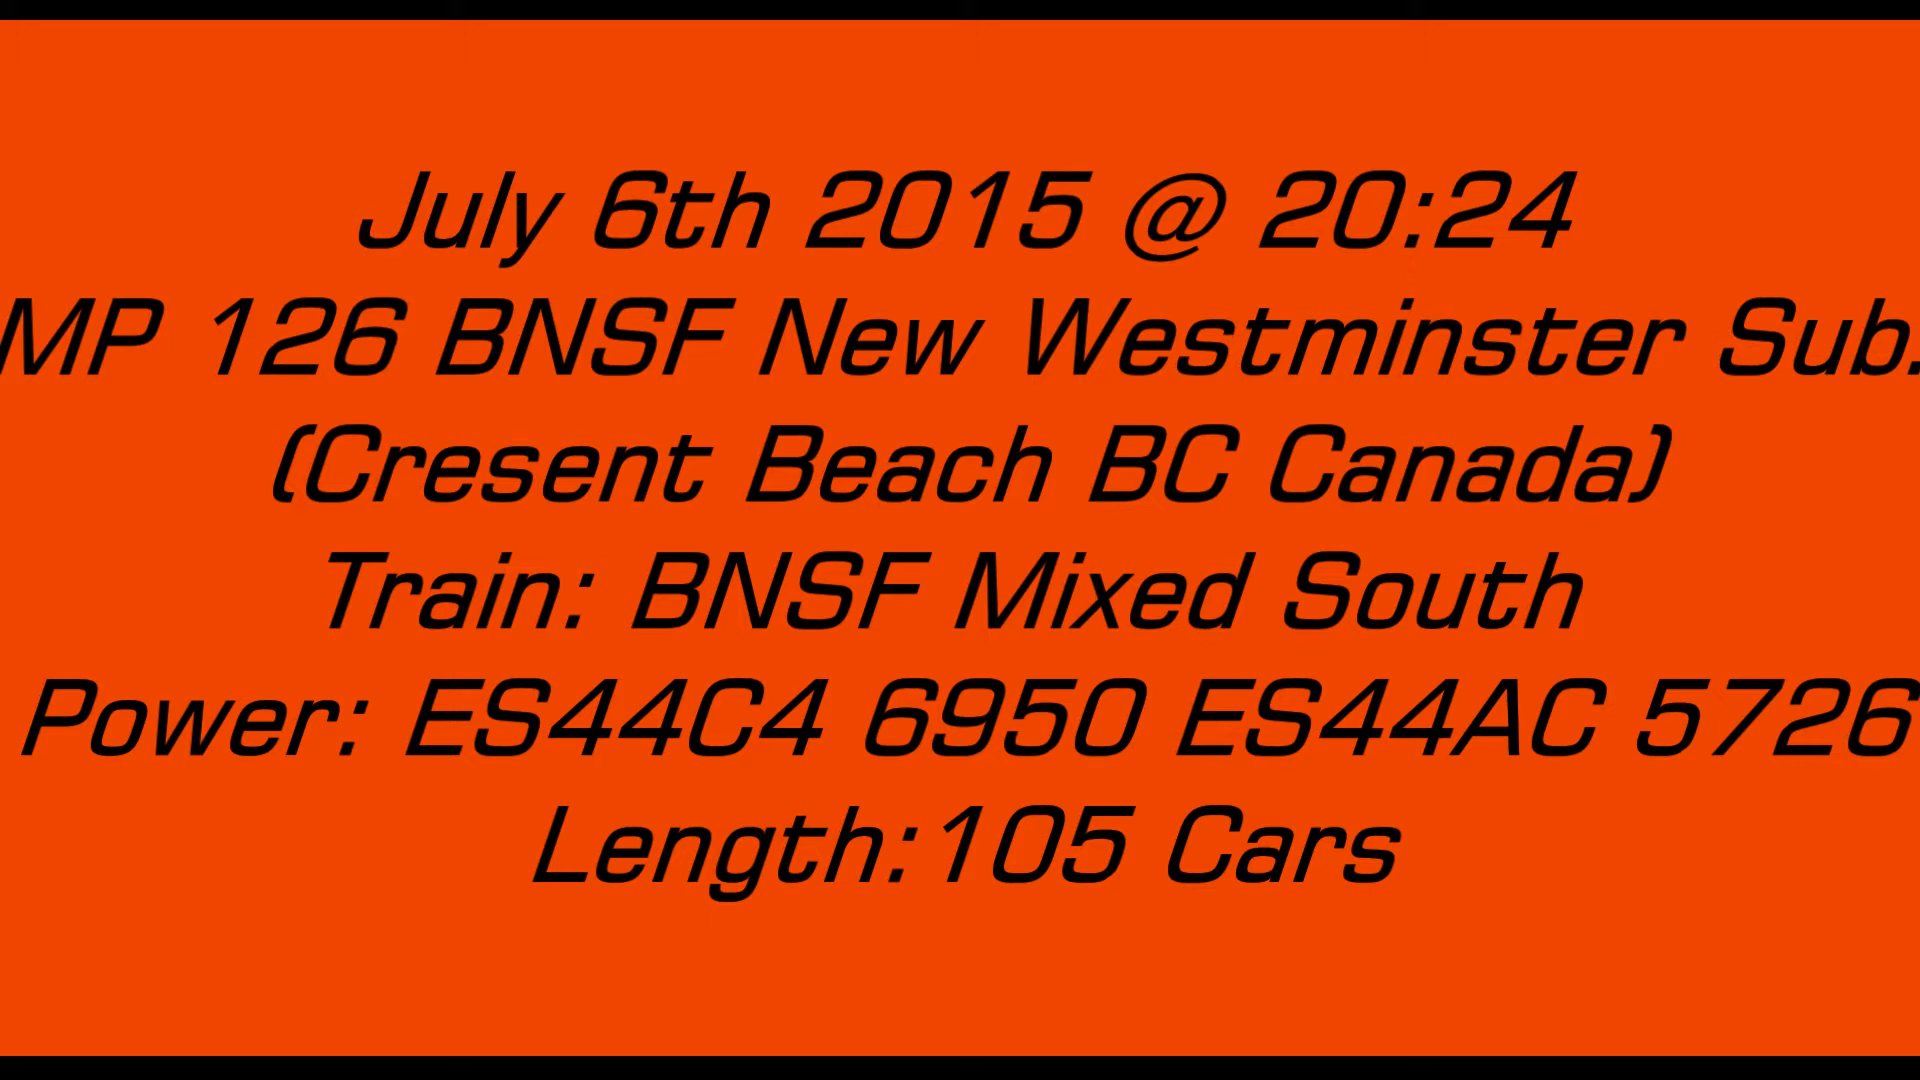 July 6th 2015 @ 20:24
MP 126 BNSF New Westminster Sub.
(Cresent Beach BC Canada)
Train: BNSF Mixed South
Power: ES44C4 6950 ES44AC 5726
Length:105 Cars